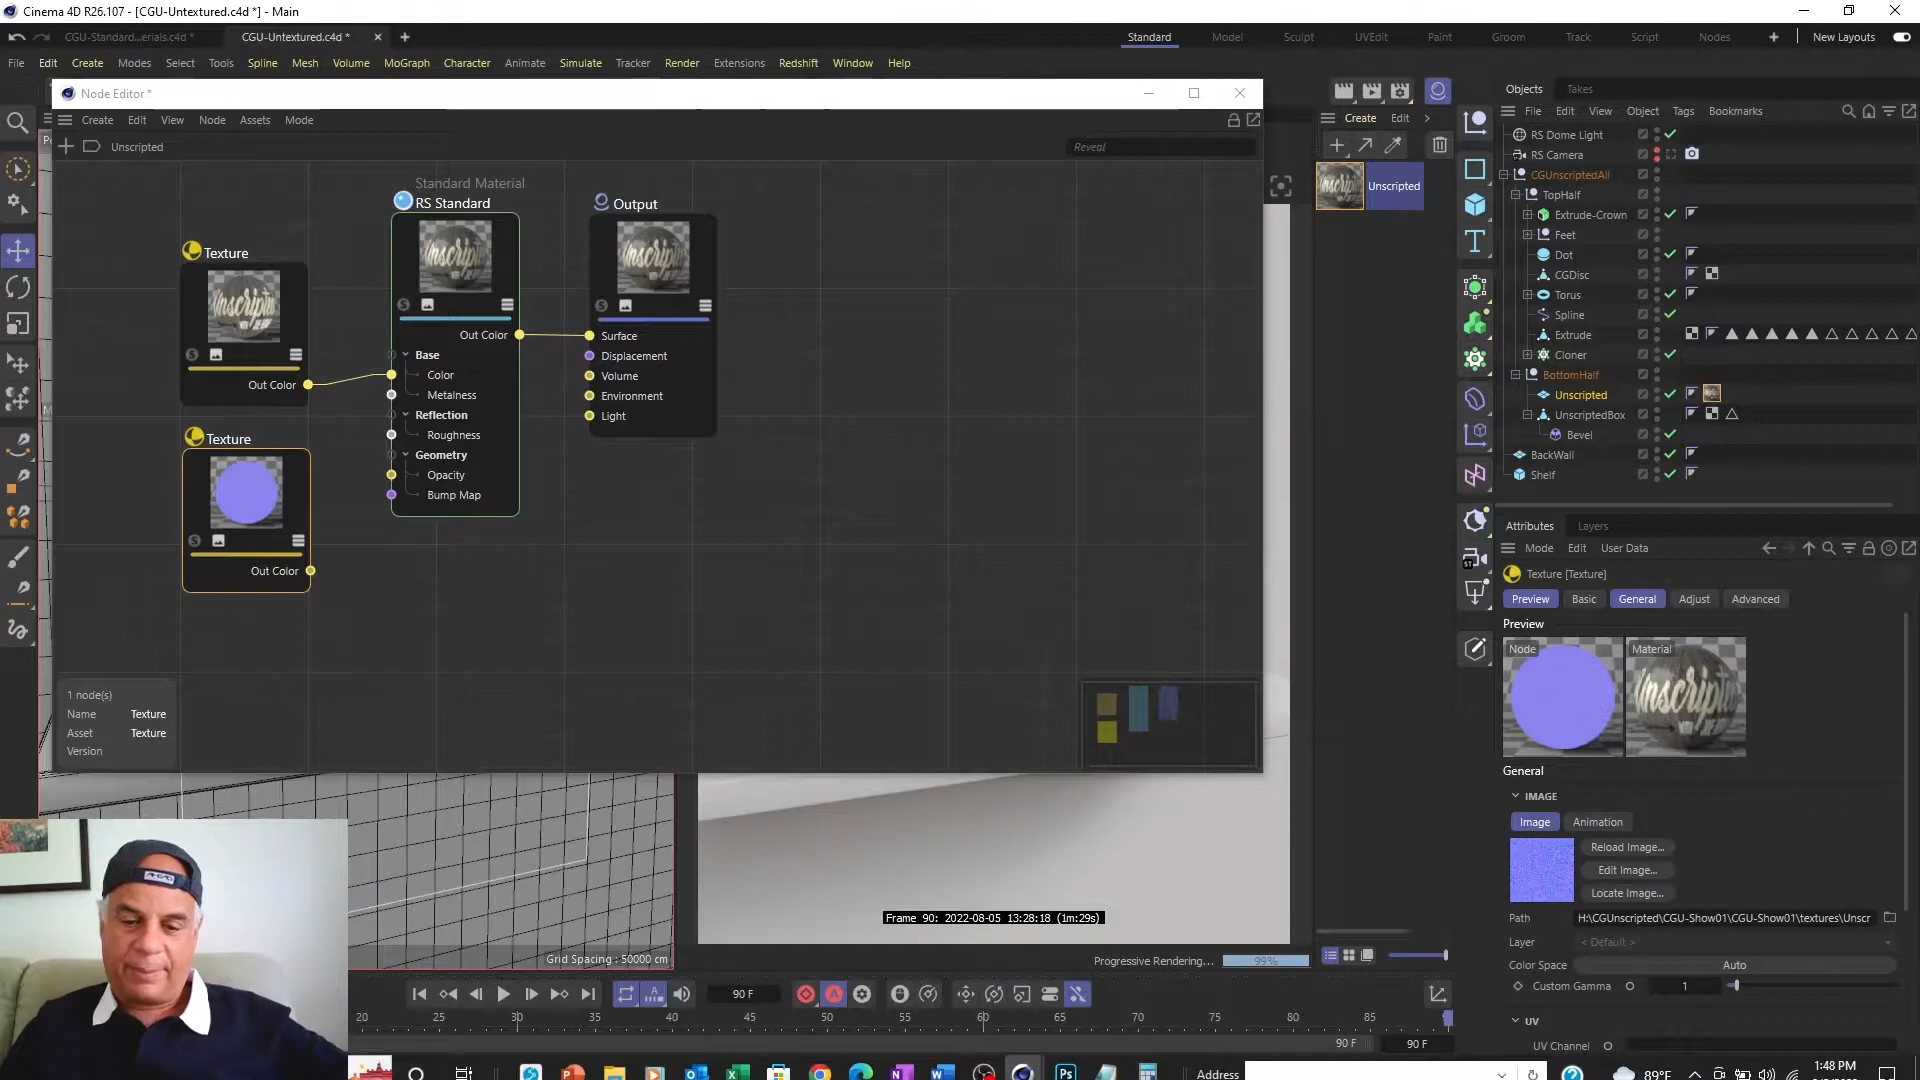 Cinema 4D R26.107 - [CGU-Untextured.c4d *] - Main
CGU-Standard...erials.c4d *
CGU-Untextured.c4d *
Standard
Model
Sculpt
UVEdit
Paint
Groom
Track
Script
Nodes
New Layouts
File Edit Create Modes Select Tools Spline Mesh Volume MoGraph Character Animate Simulate Tracker Render Extensions Redshift Window Help
Node Editor *
Create Edit View Node Assets Mode
Unscripted
Reveal
Standard Material
RS Standard
Out Color
Base
Color
Metalness
Reflection
Roughness
Geometry
Opacity
Bump Map
Output
Surface
Displacement
Volume
Environment
Light
Texture
Out Color
Texture
Out Color
1 node(s)
Name Texture
Asset Texture
Version
Create Edit
Unscripted
Objects Takes
File Edit View Object Tags Bookmarks
RS Dome Light
RS Camera
CGUnscriptedAll
TopHalf
Extrude-Crown
Feet
Dot
CGDisc
Torus
Spline
Extrude
Cloner
BottomHalf
Unscripted
UnscriptedBox
Bevel
BackWall
Shelf
Attributes Layers
Mode Edit User Data
Texture [Texture]
Preview Basic General Adjust Advanced
Preview
Node
Material
General
IMAGE
Image Animation
Reload Image...
Edit Image...
Locate Image...
Path H:\CGUnscripted\CGU-Show01\CGU-Show01\textures\Unscr
Layer < Default >
Color Space Auto
Custom Gamma 1
UV
UV Channel
Frame 90: 2022-08-05 13:28:18 (1m:29s)
Grid Spacing : 50000 cm
Progressive Rendering... 99%
90 F
20 25 30 35 40 45 50 55 60 65 70 75 80 85
90 F 90 F
Address
89°F
1:48 PM